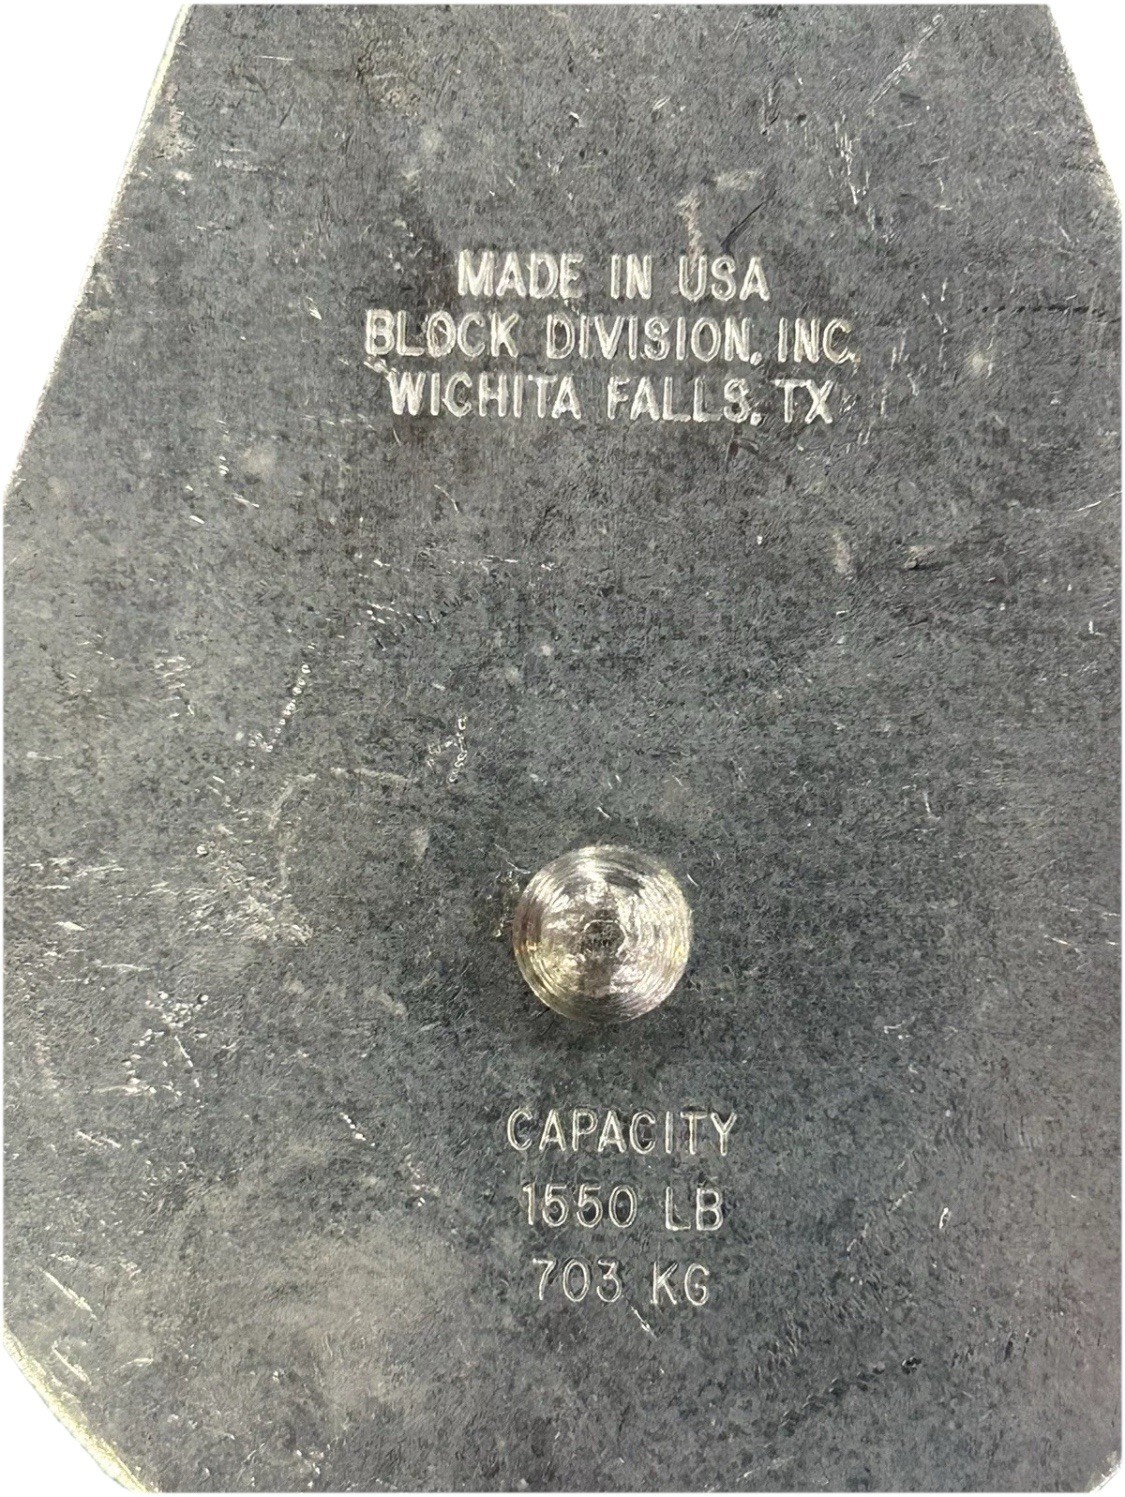 MADE IN USA
BLOCK DIVISION, INC.
WICHITA FALLS, TX
CAPACITY
1550 LB
703 KG